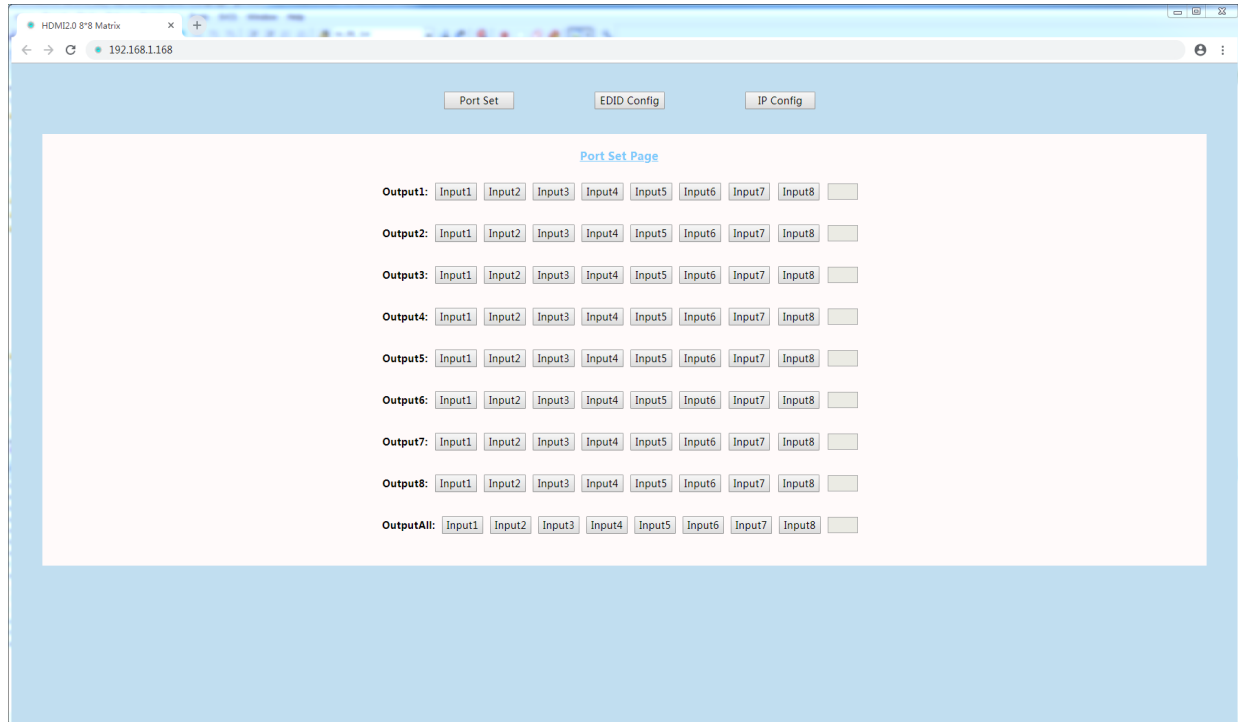 HDMI2.0 8*8 Matrix
192.168.1.168
Port Set EDID Config IP Config
Port Set Page
Output1: Input1 Input2 Input3 Input4 Input5 Input6 Input7 Input8
Output2: Input1 Input2 Input3 Input4 Input5 Input6 Input7 Input8
Output3: Input1 Input2 Input3 Input4 Input5 Input6 Input7 Input8
Output4: Input1 Input2 Input3 Input4 Input5 Input6 Input7 Input8
Output5: Input1 Input2 Input3 Input4 Input5 Input6 Input7 Input8
Output6: Input1 Input2 Input3 Input4 Input5 Input6 Input7 Input8
Output7: Input1 Input2 Input3 Input4 Input5 Input6 Input7 Input8
Output8: Input1 Input2 Input3 Input4 Input5 Input6 Input7 Input8
OutputAll: Input1 Input2 Input3 Input4 Input5 Input6 Input7 Input8